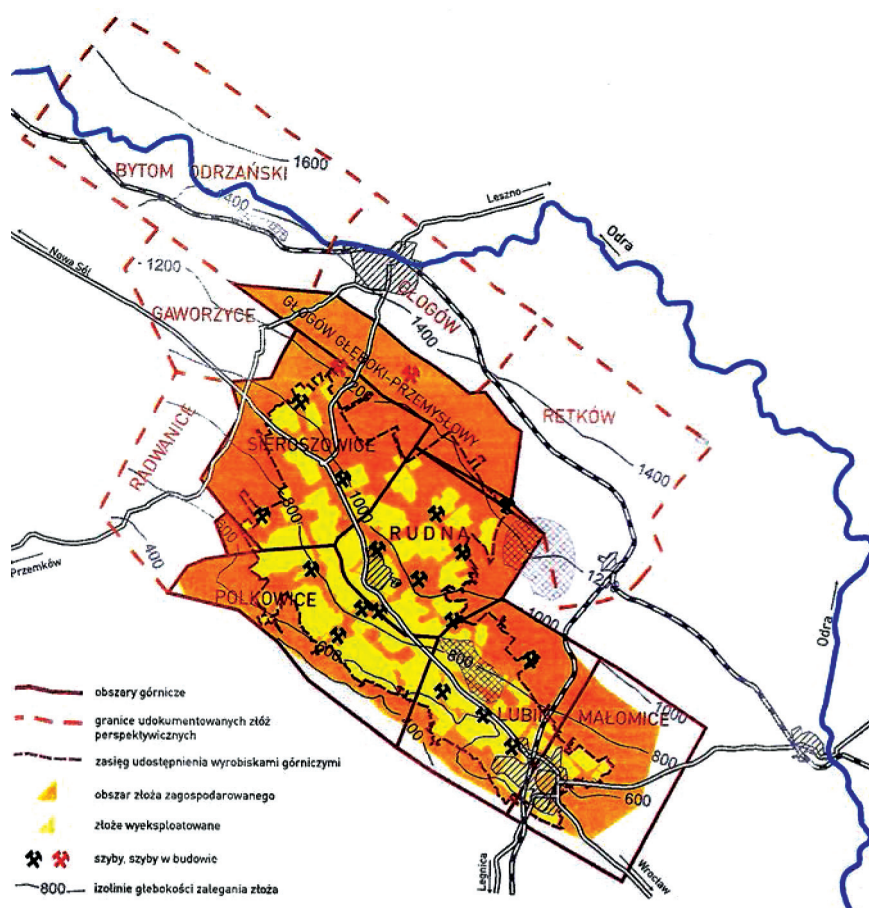 1600
BYTOM ODRZAŃSKI
400
Leszno
Odra
Nowa Sól
1200
GAWORZYCE
GŁOGÓW
1400
GŁOGÓW GŁĘBOKI-PRZEMYSŁOWY
RETKÓW
RADWANICE
SIEROSZOWICE
1400
800
1000
RUDNA
600
400
Przemków
POLKOWICE
1000
600
800
Odra
LUBIN
MAŁOMICE
1000
800
600
Legnica
Wrocław
obszary górnicze
granice udokumentowanych złóż
perspektywicznych
zasięg udostępnienia wyrobiskami górniczymi
obszar złoża zagospodarowanego
złoże wyeksploatowane
szyby, szyby w budowie
800 izolinie głębokości zalegania złoża